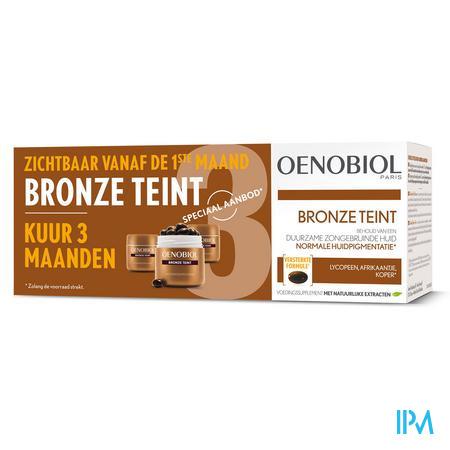 ZICHTBAAR VANAF DE 1STE MAAND
BRONZE TEINT
KUUR 3
MAANDEN
* Zolang de voorraad strekt.
3
SPECIAAL AANBOD*
OENOBIOL
BRONZE TEINT
OENOBIOL
PARIS
BRONZE TEINT
BEHOUD VAN EEN
DUURZAME ZONGEBRUINDE HUID
NORMALE HUIDPIGMENTATIE*
VERSTERKTE
FORMULE
LYCOPEEN, AFRIKAANTJE,
KOPER*
VOEDINGSSUPPLEMENT MET NATUURLIJKE EXTRACTEN
IPM